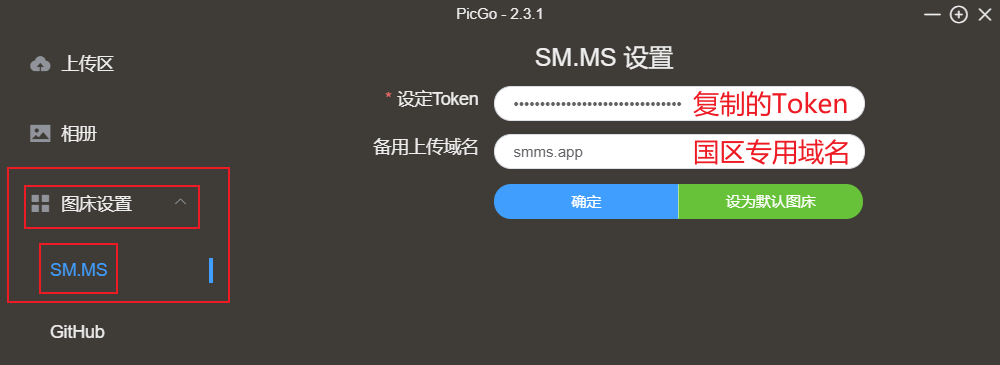 PicGo - 2.3.1
上传区
相册
图床设置
SM.MS
GitHub
SM.MS 设置
* 设定Token
•••••••••••••••••••••••••••••••• 复制的Token
备用上传域名
smms.app 国区专用域名
确定
设为默认图床